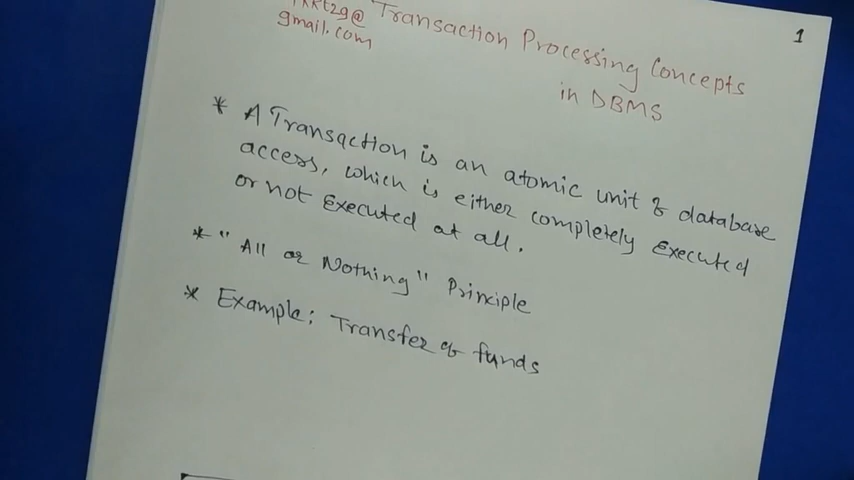 Transaction Processing Concepts
in DBMS
gmail.com
1
* A Transaction is an atomic unit of database
access, which is either completely executed
or not executed at all.
* "All or Nothing" Principle
* Example: Transfer of funds